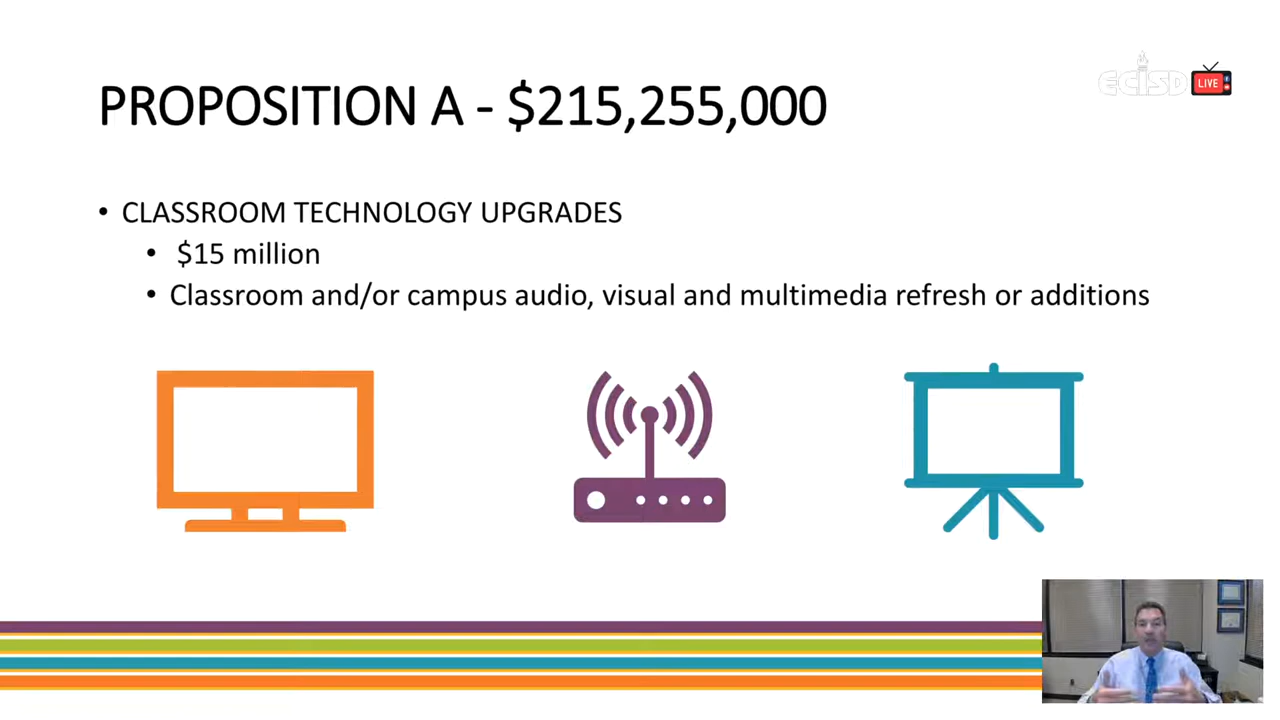 ECISD
LIVE
PROPOSITION A - $215,255,000
• CLASSROOM TECHNOLOGY UPGRADES
• $15 million
• Classroom and/or campus audio, visual and multimedia refresh or additions